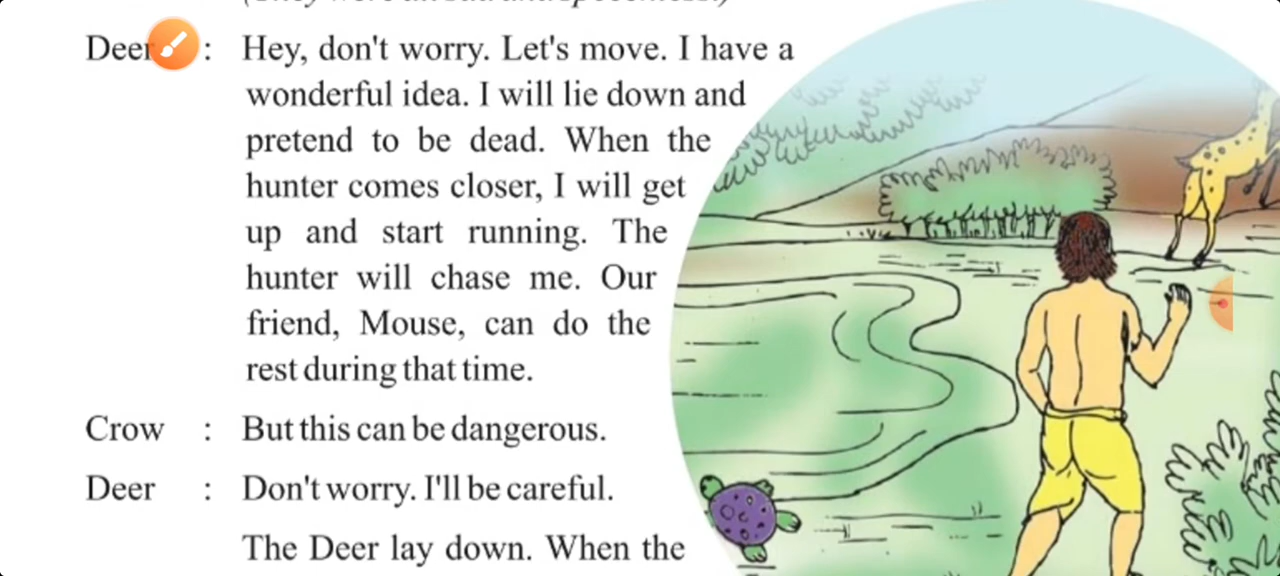 Deer : Hey, don't worry. Let's move. I have a
wonderful idea. I will lie down and
pretend to be dead. When the
hunter comes closer, I will get
up and start running. The
hunter will chase me. Our
friend, Mouse, can do the
rest during that time.
Crow : But this can be dangerous.
Deer : Don't worry. I'll be careful.
The Deer lay down. When the